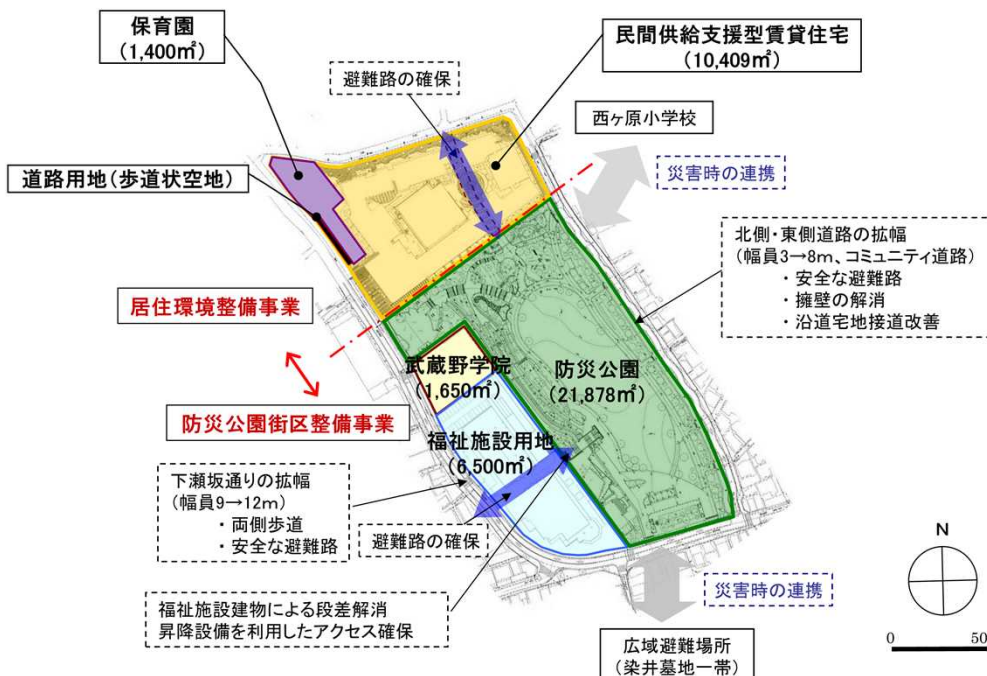 保育園
(1,400㎡)
民間供給支援型賃貸住宅
(10,409㎡)
避難路の確保
西ヶ原小学校
道路用地(歩道状空地)
災害時の連携
北側・東側道路の拡幅
(幅員3→8m、コミュニティ道路)
・安全な避難路
・擁壁の解消
・沿道宅地接道改善
居住環境整備事業
武蔵野学院
(1,650㎡)
防災公園
(21,878㎡)
防災公園街区整備事業
福祉施設用地
(6,500㎡)
下瀬坂通りの拡幅
(幅員9→12m)
・両側歩道
・安全な避難路
避難路の確保
N
災害時の連携
福祉施設建物による段差解消
昇降設備を利用したアクセス確保
広域避難場所
(染井墓地一帯)
0 50